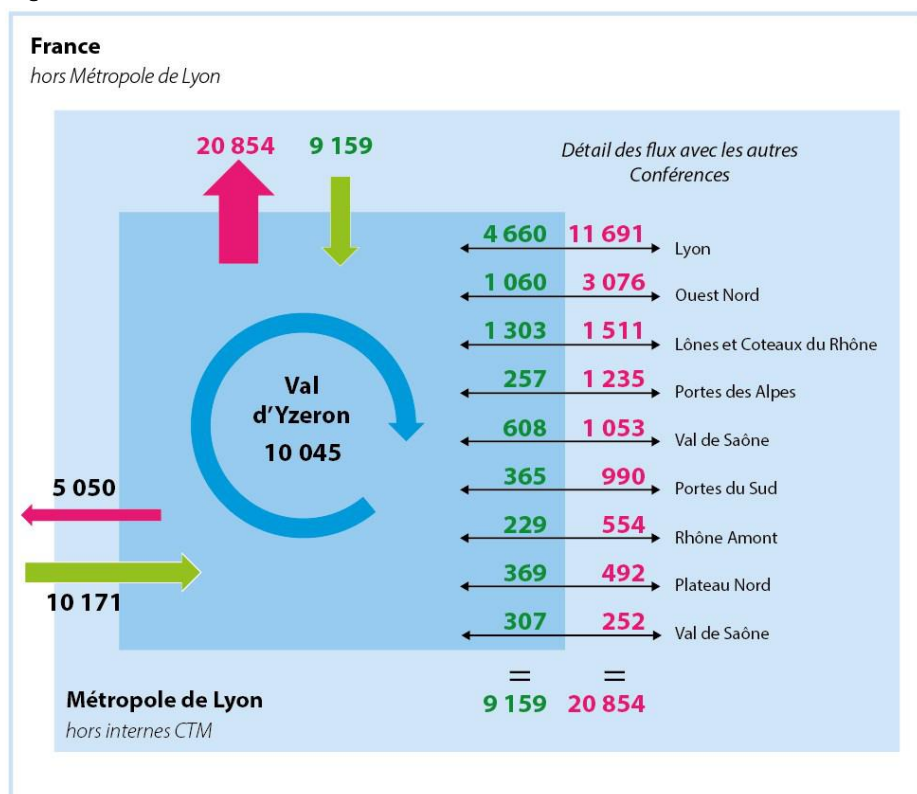 France
hors Métropole de Lyon
20 854 9 159
Détail des flux avec les autres
Conférences
4 660 11 691 Lyon
1 060 3 076 Ouest Nord
1 303 1 511 Lônes et Coteaux du Rhône
257 1 235 Portes des Alpes
608 1 053 Val de Saône
365 990 Portes du Sud
229 554 Rhône Amont
369 492 Plateau Nord
307 252 Val de Saône
= =
9 159 20 854
Val
d'Yzeron
10 045
5 050
10 171
Métropole de Lyon
hors internes CTM